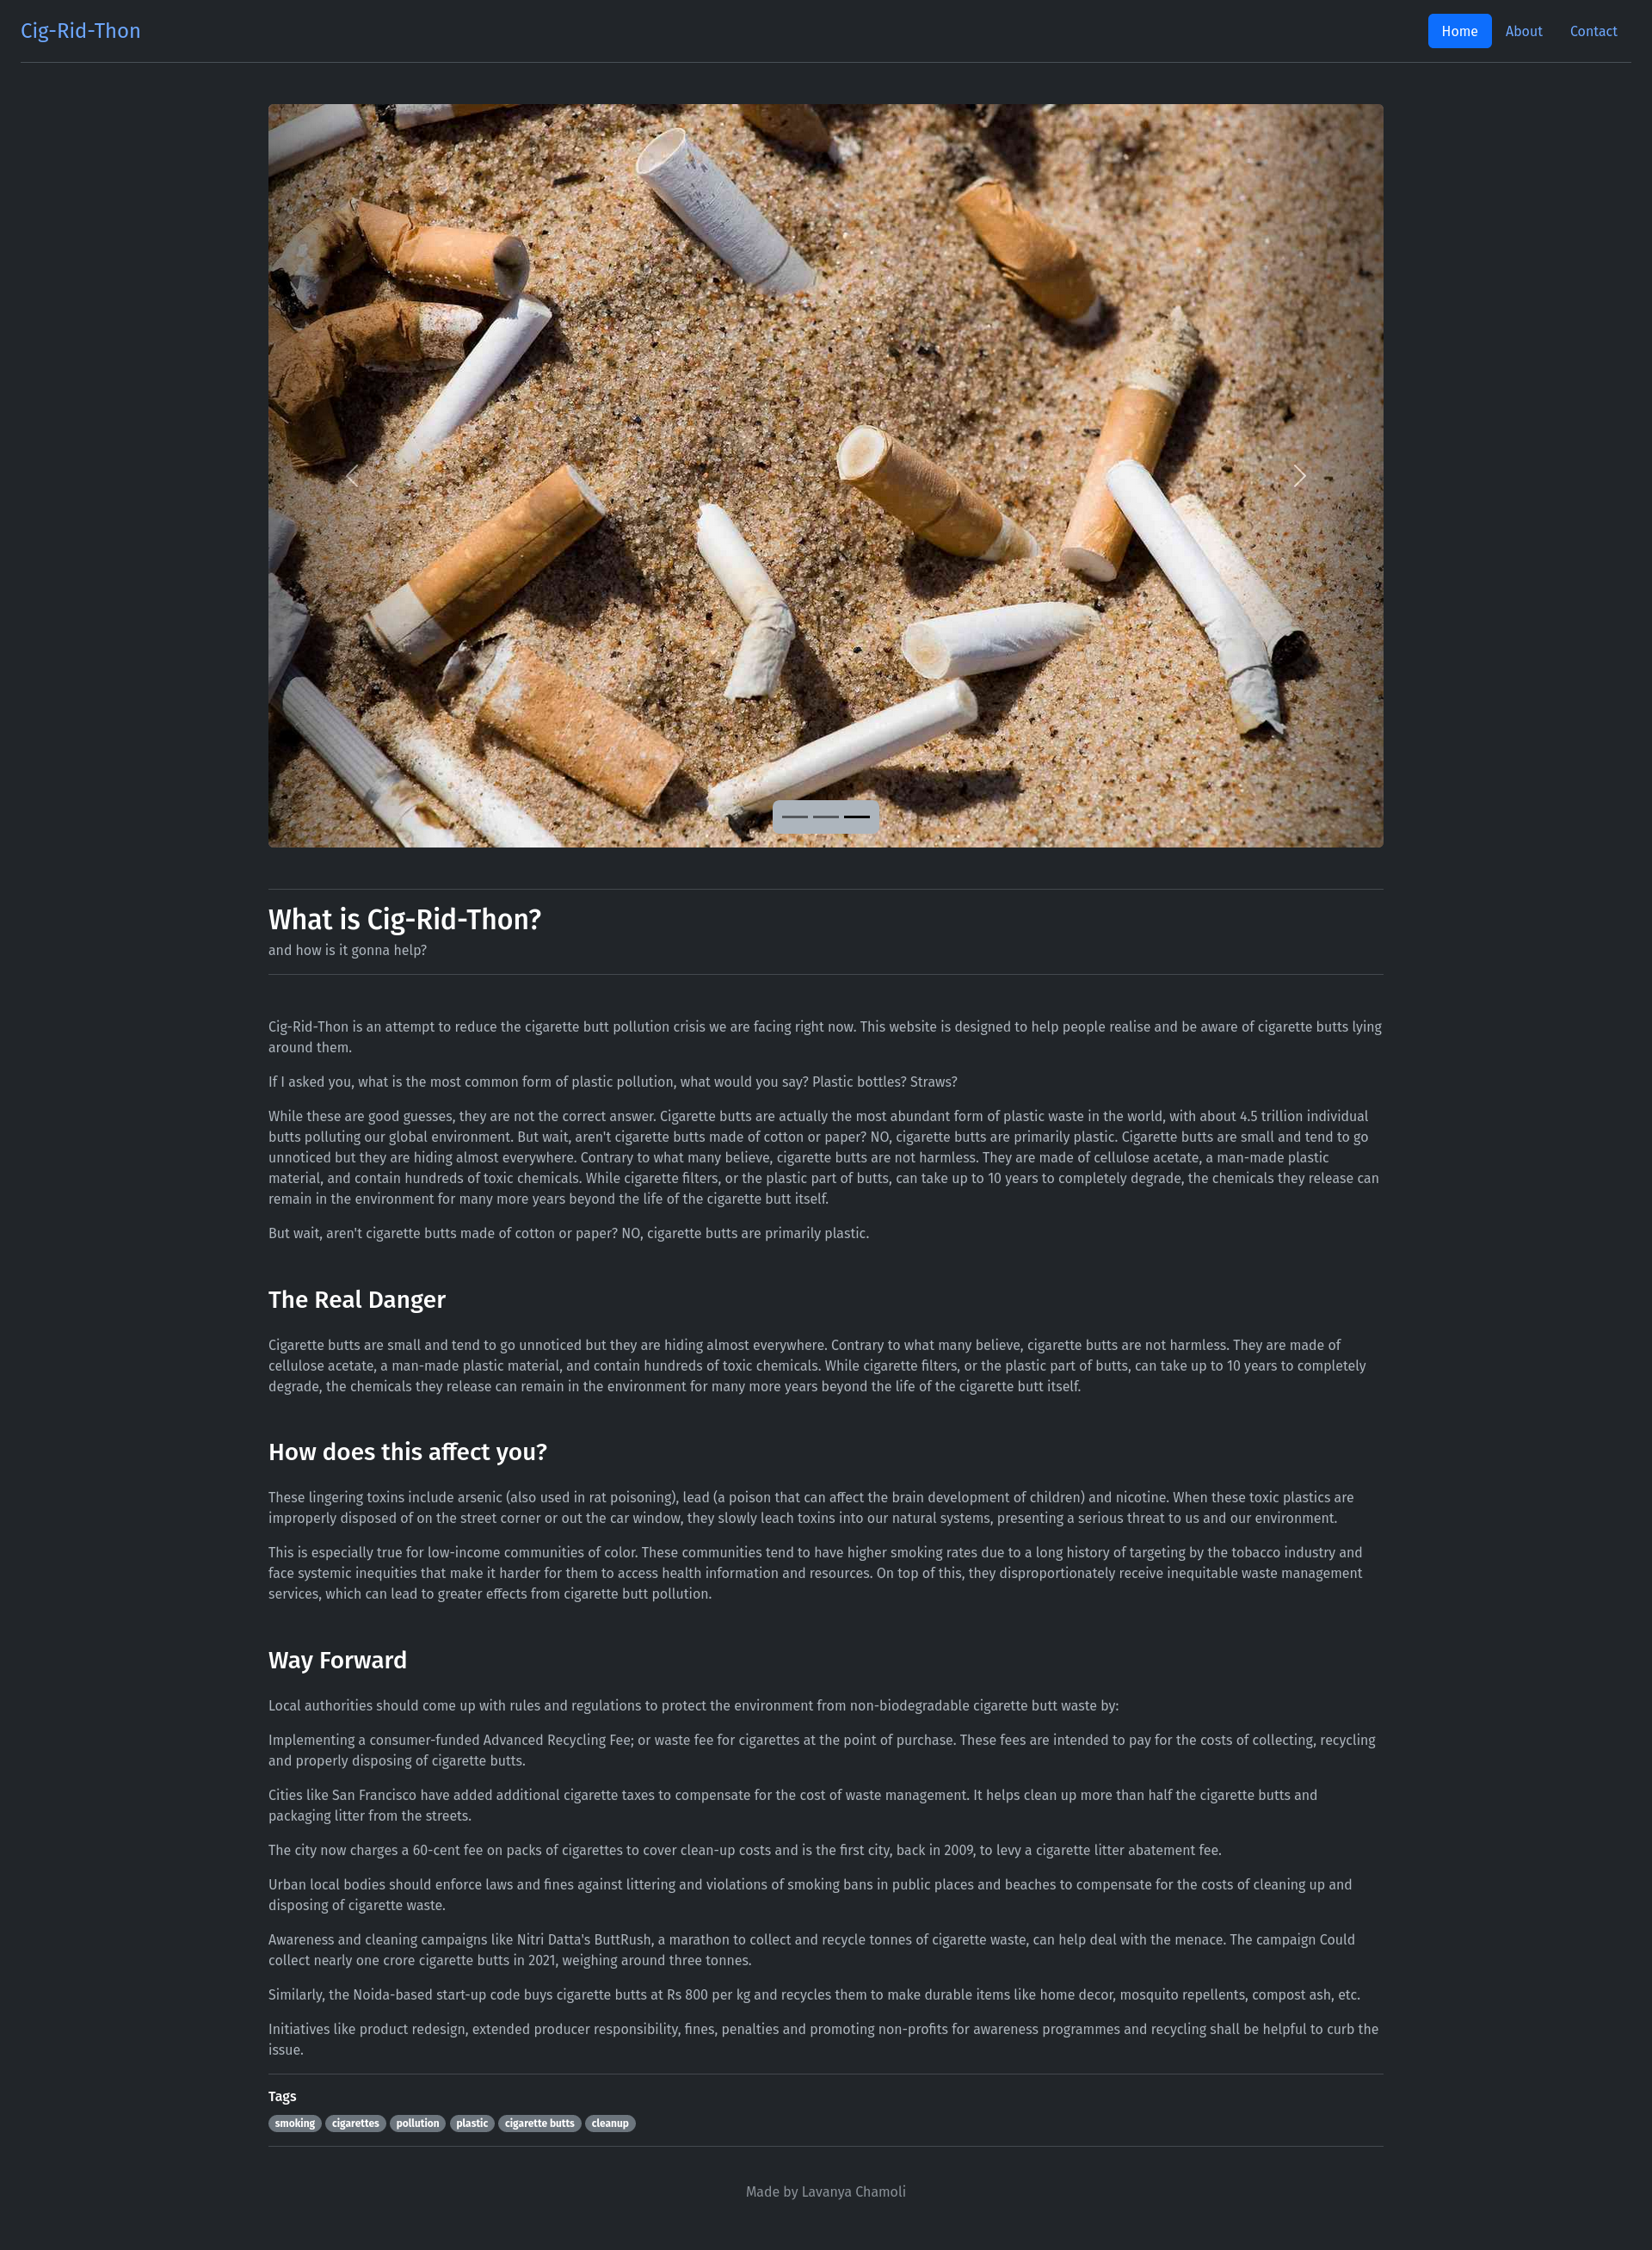 Cig-Rid-Thon
Home
About
Contact
What is Cig-Rid-Thon?
and how is it gonna help?
Cig-Rid-Thon is an attempt to reduce the cigarette butt pollution crisis we are facing right now. This website is designed to help people realise and be aware of cigarette butts lying
around them.
If I asked you, what is the most common form of plastic pollution, what would you say? Plastic bottles? Straws?
While these are good guesses, they are not the correct answer. Cigarette butts are actually the most abundant form of plastic waste in the world, with about 4.5 trillion individual
butts polluting our global environment. But wait, aren't cigarette butts made of cotton or paper? NO, cigarette butts are primarily plastic. Cigarette butts are small and tend to go
unnoticed but they are hiding almost everywhere. Contrary to what many believe, cigarette butts are not harmless. They are made of cellulose acetate, a man-made plastic
material, and contain hundreds of toxic chemicals. While cigarette filters, or the plastic part of butts, can take up to 10 years to completely degrade, the chemicals they release can
remain in the environment for many more years beyond the life of the cigarette butt itself.
But wait, aren't cigarette butts made of cotton or paper? NO, cigarette butts are primarily plastic.
The Real Danger
Cigarette butts are small and tend to go unnoticed but they are hiding almost everywhere. Contrary to what many believe, cigarette butts are not harmless. They are made of
cellulose acetate, a man-made plastic material, and contain hundreds of toxic chemicals. While cigarette filters, or the plastic part of butts, can take up to 10 years to completely
degrade, the chemicals they release can remain in the environment for many more years beyond the life of the cigarette butt itself.
How does this affect you?
These lingering toxins include arsenic (also used in rat poisoning), lead (a poison that can affect the brain development of children) and nicotine. When these toxic plastics are
improperly disposed of on the street corner or out the car window, they slowly leach toxins into our natural systems, presenting a serious threat to us and our environment.
This is especially true for low-income communities of color. These communities tend to have higher smoking rates due to a long history of targeting by the tobacco industry and
face systemic inequities that make it harder for them to access health information and resources. On top of this, they disproportionately receive inequitable waste management
services, which can lead to greater effects from cigarette butt pollution.
Way Forward
Local authorities should come up with rules and regulations to protect the environment from non-biodegradable cigarette butt waste by:
Implementing a consumer-funded Advanced Recycling Fee; or waste fee for cigarettes at the point of purchase. These fees are intended to pay for the costs of collecting, recycling
and properly disposing of cigarette butts.
Cities like San Francisco have added additional cigarette taxes to compensate for the cost of waste management. It helps clean up more than half the cigarette butts and
packaging litter from the streets.
The city now charges a 60-cent fee on packs of cigarettes to cover clean-up costs and is the first city, back in 2009, to levy a cigarette litter abatement fee.
Urban local bodies should enforce laws and fines against littering and violations of smoking bans in public places and beaches to compensate for the costs of cleaning up and
disposing of cigarette waste.
Awareness and cleaning campaigns like Nitri Datta's ButtRush, a marathon to collect and recycle tonnes of cigarette waste, can help deal with the menace. The campaign Could
collect nearly one crore cigarette butts in 2021, weighing around three tonnes.
Similarly, the Noida-based start-up code buys cigarette butts at Rs 800 per kg and recycles them to make durable items like home decor, mosquito repellents, compost ash, etc.
Initiatives like product redesign, extended producer responsibility, fines, penalties and promoting non-profits for awareness programmes and recycling shall be helpful to curb the
issue.
Tags
smoking cigarettes pollution plastic cigarette butts cleanup
Made by Lavanya Chamoli